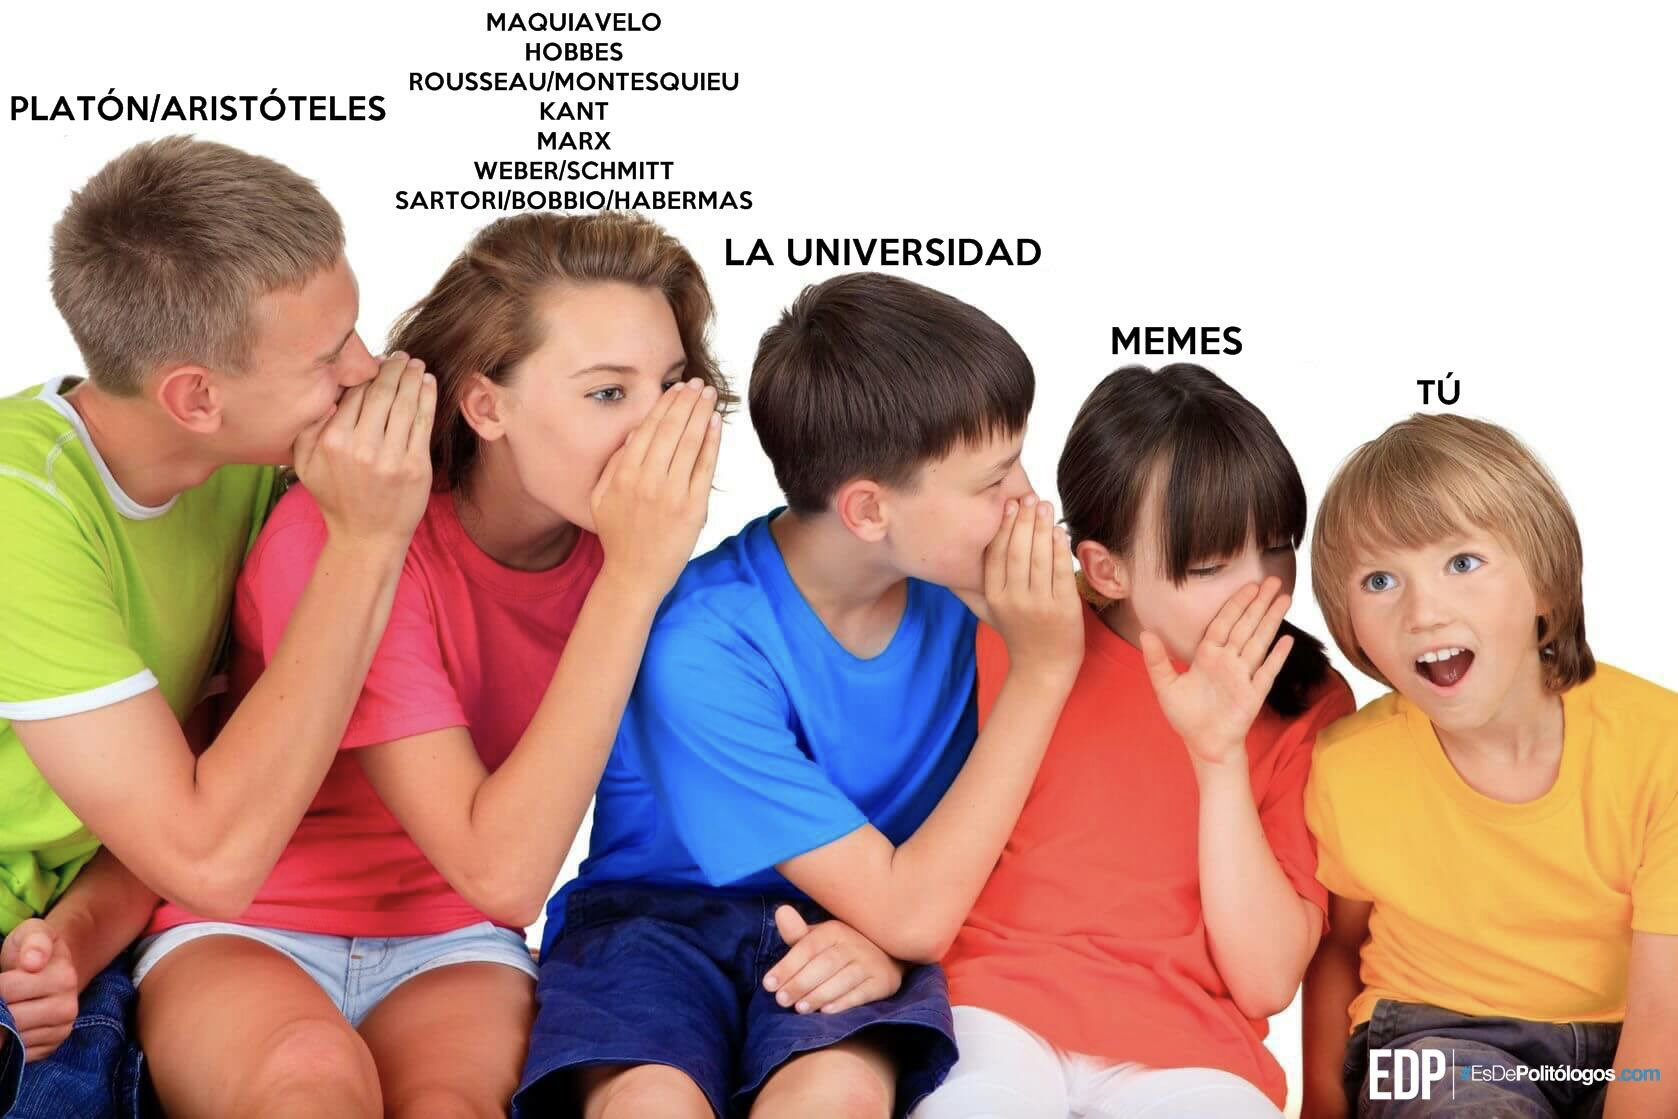 PLATÓN/ARISTÓTELES
MAQUIAVELO
HOBBES
ROUSSEAU/MONTESQUIEU
KANT
MARX
WEBER/SCHMITT
SARTORI/BOBBIO/HABERMAS
LA UNIVERSIDAD
MEMES
TÚ
EDP #EsDePolitólogos.com